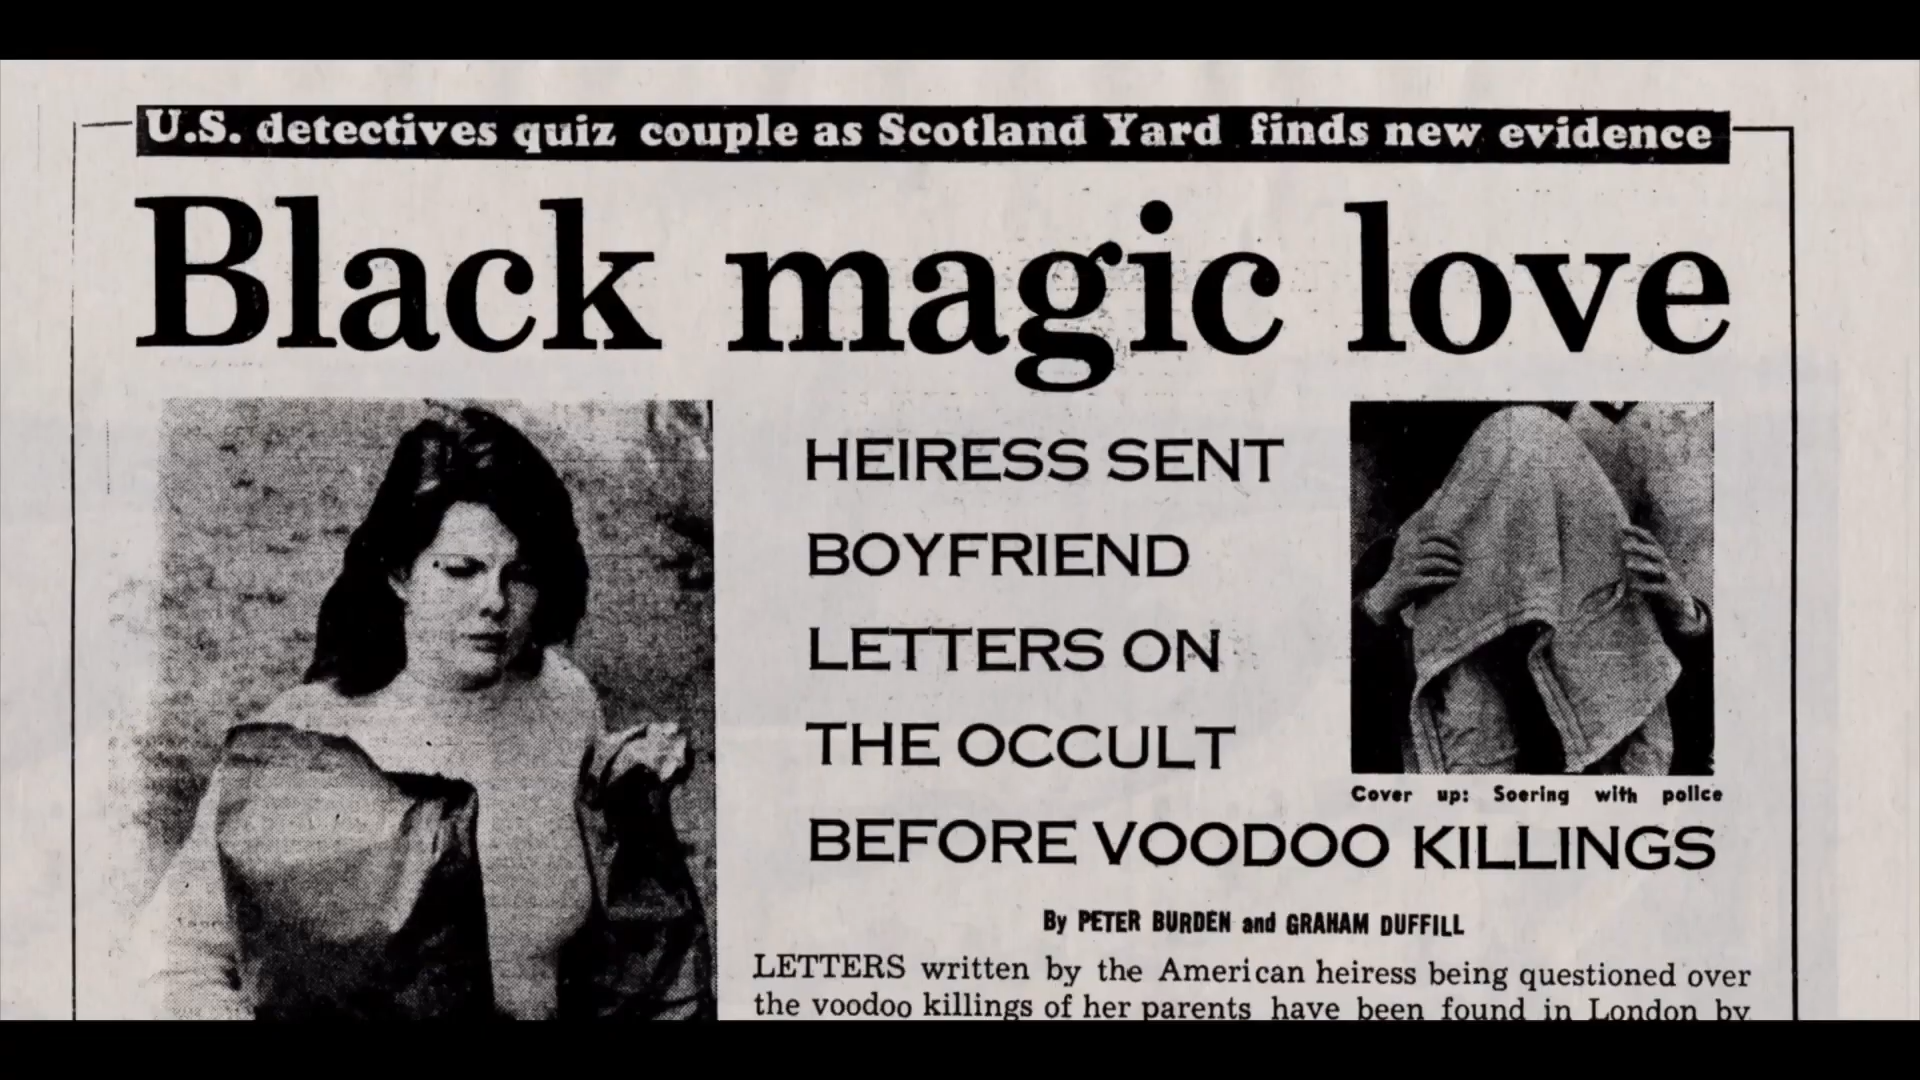 U.S. detectives quiz couple as Scotland Yard finds new evidence
Black magic love
HEIRESS SENT
BOYFRIEND
LETTERS ON
THE OCCULT
BEFORE VOODOO KILLINGS
Cover up: Soering with police
By PETER BURDEN and GRAHAM DUFFILL
LETTERS written by the American heiress being questioned over
the voodoo killings of her parents have been found in London by